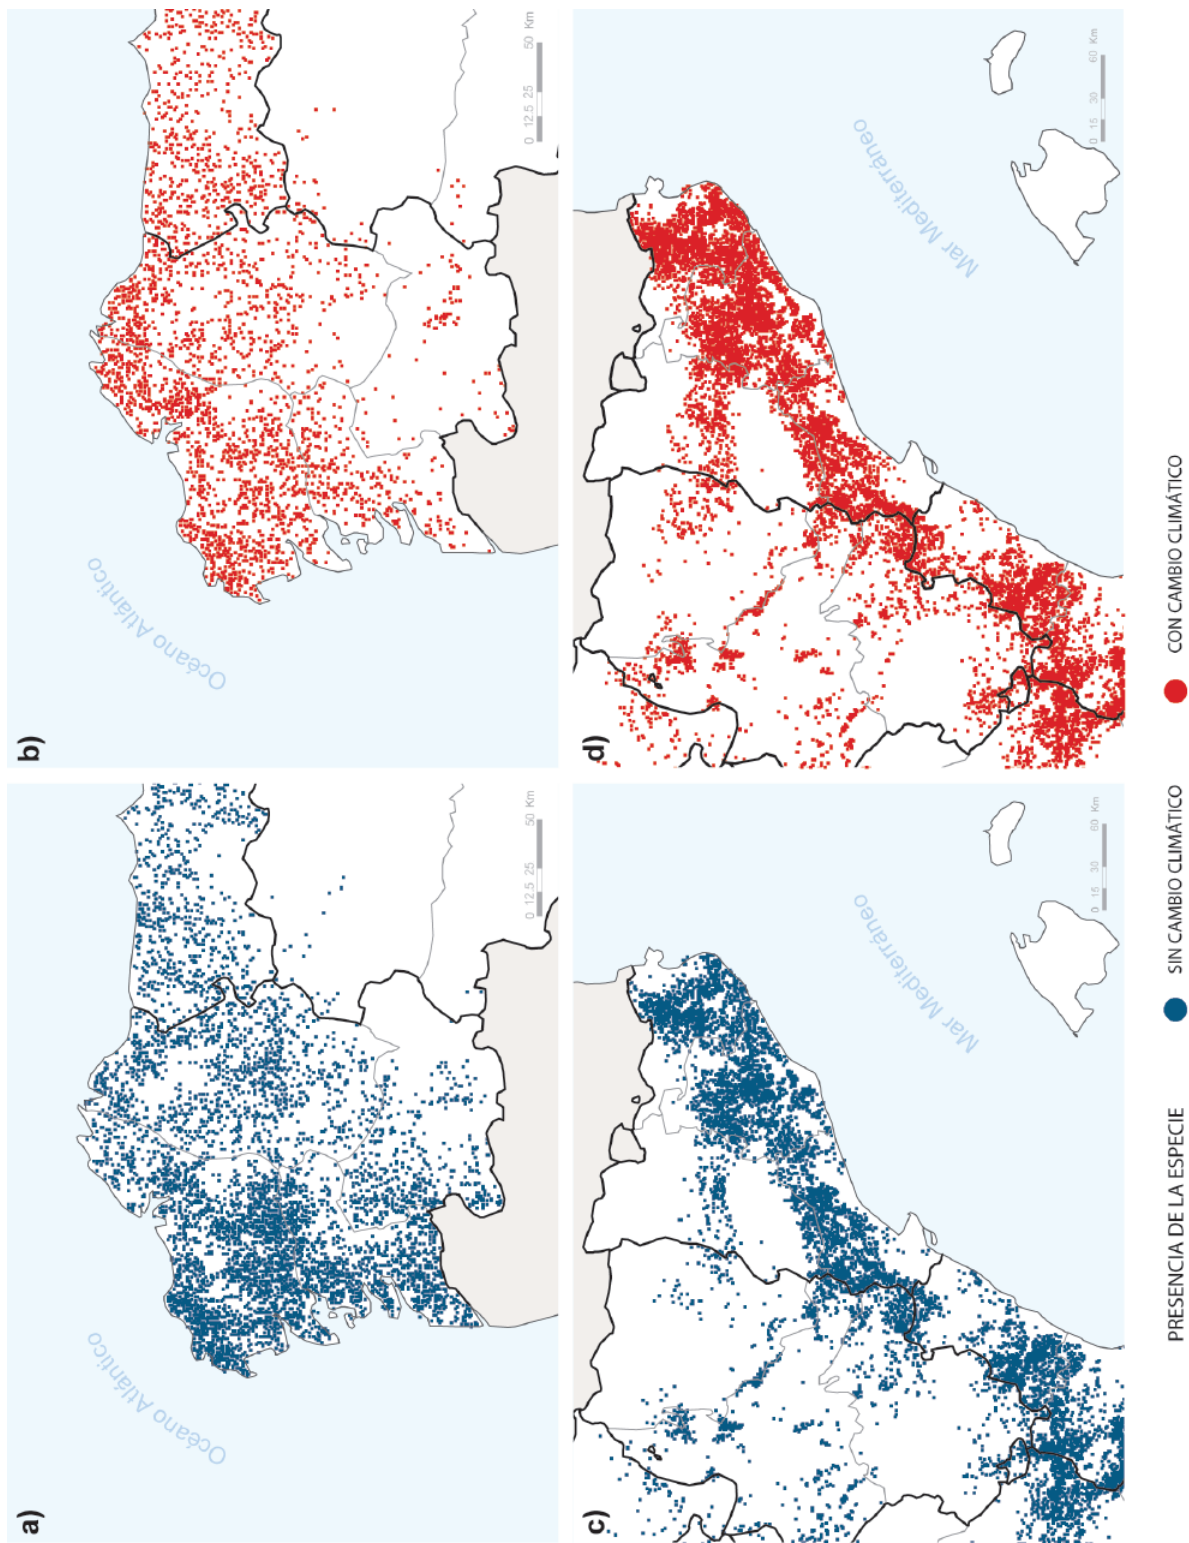 a)
Océano Atlántico
0 12.5 25 50 Km
b)
Océano Atlántico
0 12.5 25 50 Km
c)
Mar Mediterráneo
0 15 30 60 Km
d)
Mar Mediterráneo
0 15 30 60 Km
PRESENCIA DE LA ESPECIE SIN CAMBIO CLIMÁTICO CON CAMBIO CLIMÁTICO